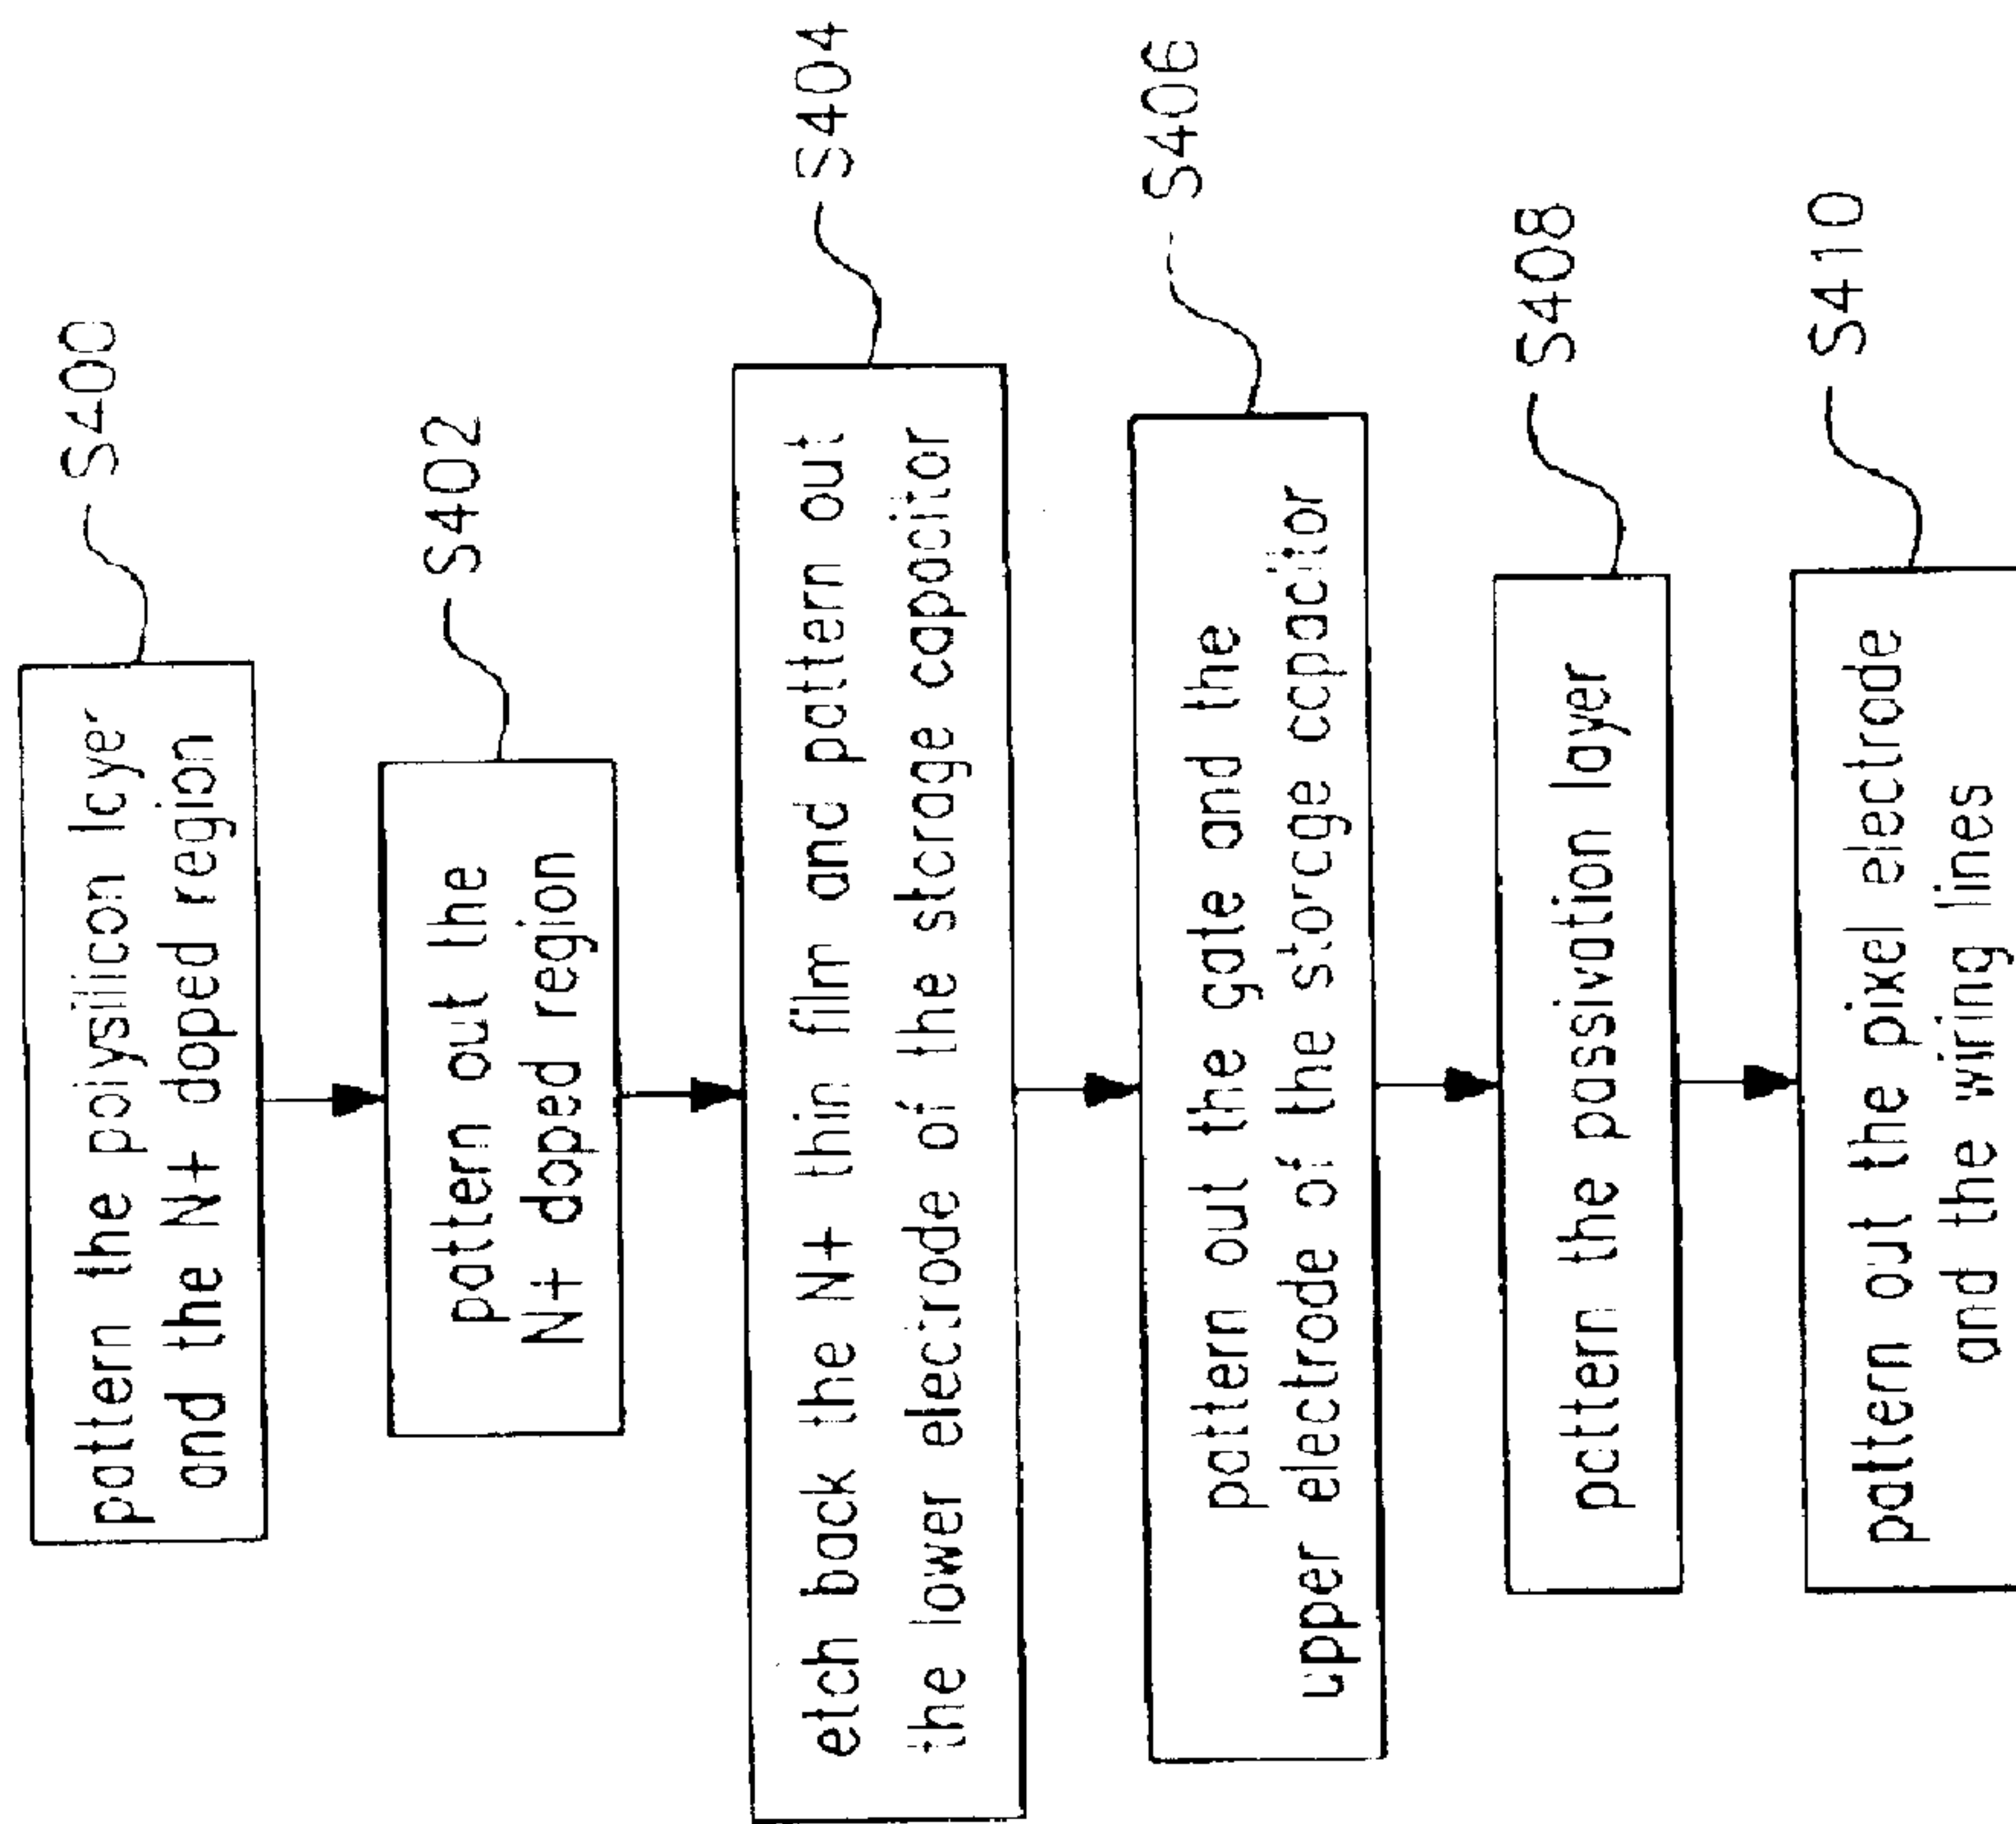 pattern the polysilicon layer
and the N+ doped region
S400
pattern out the
N+ doped region
S402
etch back the N+ thin film and pattern out
the lower electrode of the storage capacitor
S404
pattern out the gate and the
upper electrode of the storage capacitor
S406
pattern the passivation layer
S408
pattern out the pixel electrode
and the wiring lines
S410